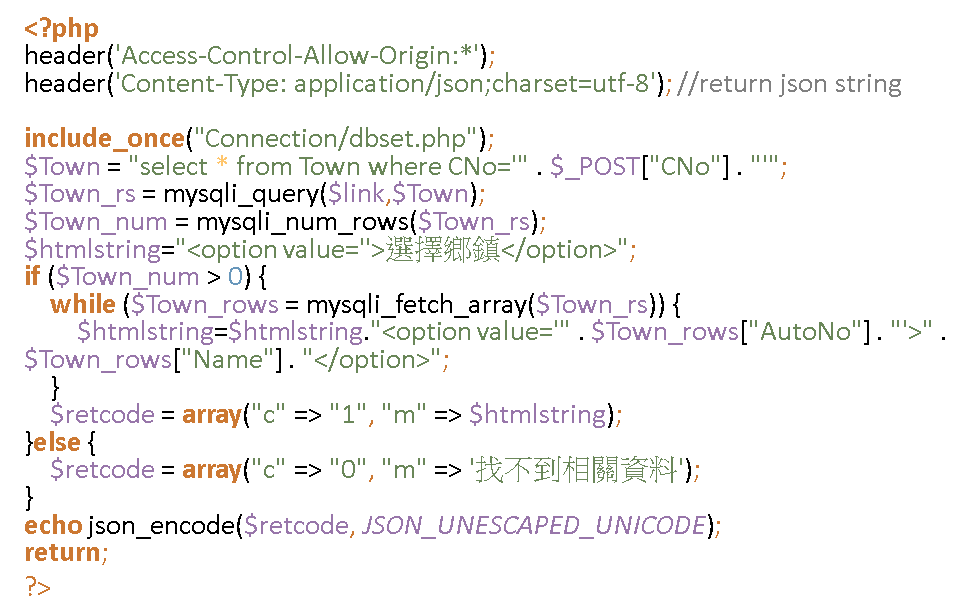 <?php
header('Access-Control-Allow-Origin:*');
header('Content-Type: application/json;charset=utf-8'); //return json string
include_once("Connection/dbset.php");
$Town = "select * from Town where CNo='" . $_POST["CNo"] . "'";
$Town_rs = mysqli_query($link,$Town);
$Town_num = mysqli_num_rows($Town_rs);
$htmlstring="<option value=''>選擇鄉鎮</option>";
if ($Town_num > 0) {
while ($Town_rows = mysqli_fetch_array($Town_rs)) {
$htmlstring=$htmlstring."<option value='" . $Town_rows["AutoNo"] . "'>" .
$Town_rows["Name"] . "</option>";
}
$retcode = array("c" => "1", "m" => $htmlstring);
}else {
$retcode = array("c" => "0", "m" => '找不到相關資料');
}
echo json_encode($retcode, JSON_UNESCAPED_UNICODE);
return;
?>